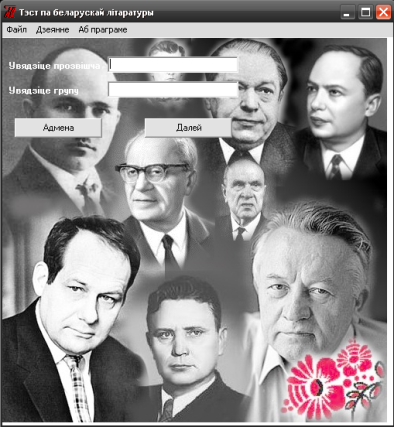 Тэст па беларускай літаратуры
Файл Дзеянне Аб праграме
Увядзіце прозвішча
Увядзіце групу
Адмена Далей